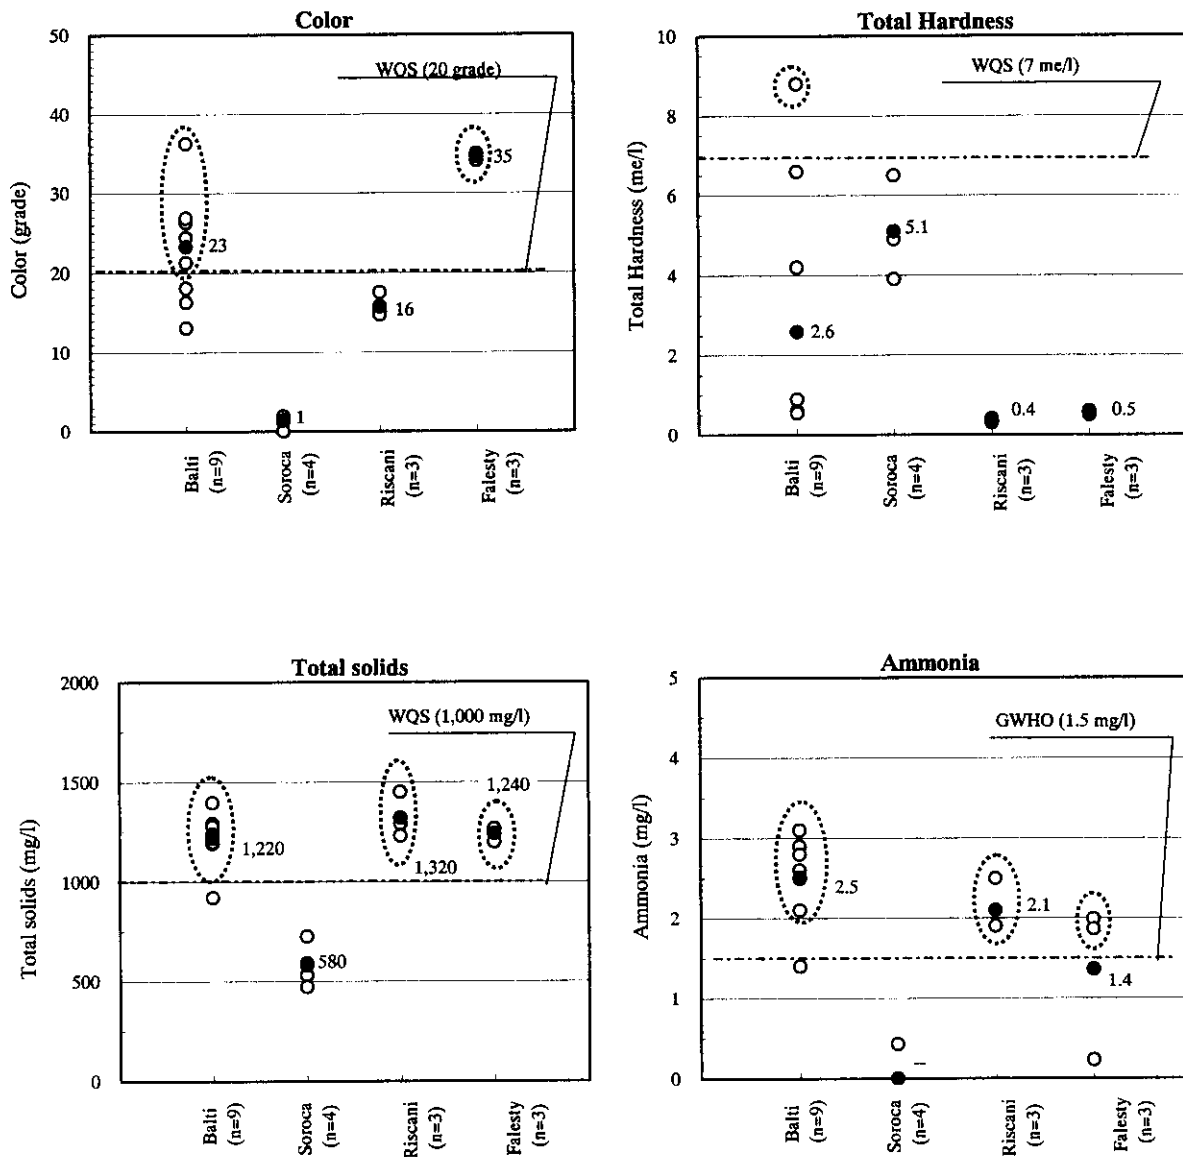 Color
50
40
30
20
10
0
Color (grade)
WQS (20 grade)
23
1
16
35
Balti
(n=9)
Soroca
(n=4)
Riscani
(n=3)
Falesty
(n=3)
Total Hardness
10
8
6
4
2
0
Total Hardness (me/l)
WQS (7 me/l)
2.6
5.1
0.4
0.5
Balti
(n=9)
Soroca
(n=4)
Riscani
(n=3)
Falesty
(n=3)
Total solids
2000
1500
1000
500
0
Total solids (mg/l)
WQS (1,000 mg/l)
1,220
580
1,320
1,240
Balti
(n=9)
Soroca
(n=4)
Riscani
(n=3)
Falesty
(n=3)
Ammonia
5
4
3
2
1
0
Ammonia (mg/l)
GWHO (1.5 mg/l)
2.5
–
2.1
1.4
Balti
(n=9)
Soroca
(n=4)
Riscani
(n=3)
Falesty
(n=3)